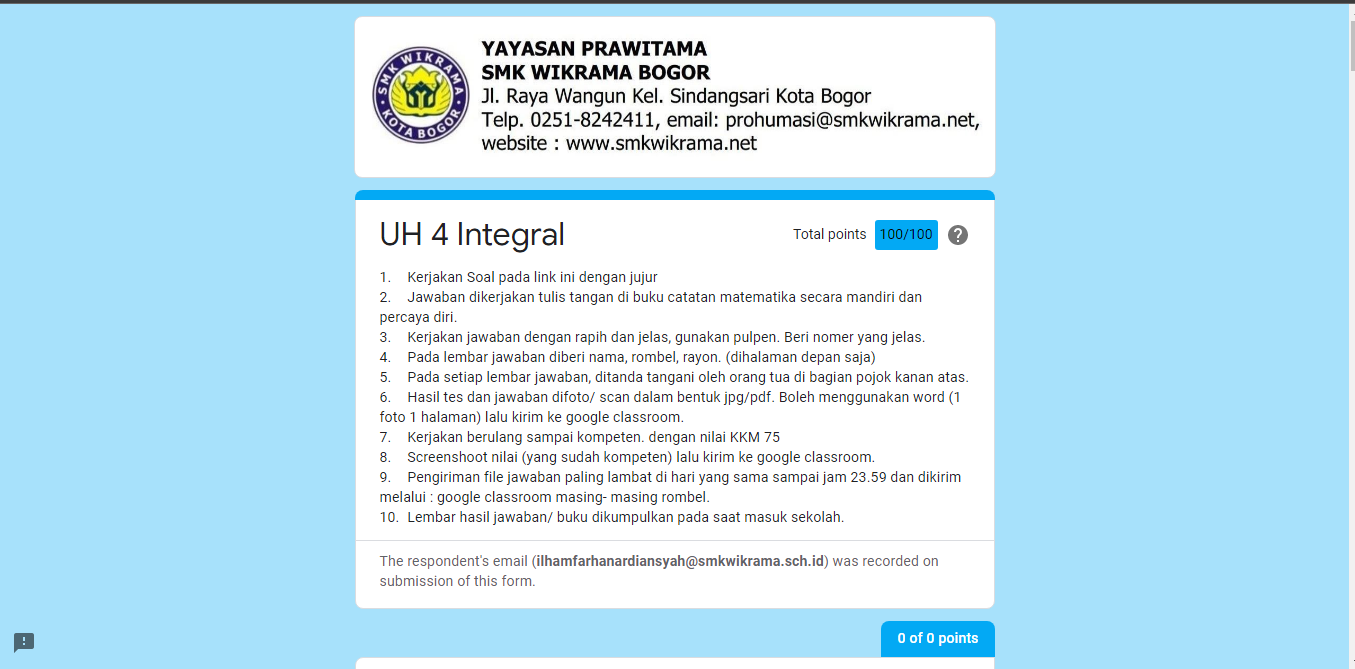 YAYASAN PRAWITAMA
SMK WIKRAMA BOGOR
Jl. Raya Wangun Kel. Sindangsari Kota Bogor
Telp. 0251-8242411, email: prohumasi@smkwikrama.net,
website : www.smkwikrama.net
SMK WIKRAMA
KOTA BOGOR
UH 4 Integral
Total points 100/100 ?
1. Kerjakan Soal pada link ini dengan jujur
2. Jawaban dikerjakan tulis tangan di buku catatan matematika secara mandiri dan
percaya diri.
3. Kerjakan jawaban dengan rapih dan jelas, gunakan pulpen. Beri nomer yang jelas.
4. Pada lembar jawaban diberi nama, rombel, rayon. (dihalaman depan saja)
5. Pada setiap lembar jawaban, ditanda tangani oleh orang tua di bagian pojok kanan atas.
6. Hasil tes dan jawaban difoto/ scan dalam bentuk jpg/pdf. Boleh menggunakan word (1
foto 1 halaman) lalu kirim ke google classroom.
7. Kerjakan berulang sampai kompeten. dengan nilai KKM 75
8. Screenshoot nilai (yang sudah kompeten) lalu kirim ke google classroom.
9. Pengiriman file jawaban paling lambat di hari yang sama sampai jam 23.59 dan dikirim
melalui : google classroom masing- masing rombel.
10. Lembar hasil jawaban/ buku dikumpulkan pada saat masuk sekolah.
The respondent's email (ilhamfarhanardiansyah@smkwikrama.sch.id) was recorded on
submission of this form.
0 of 0 points